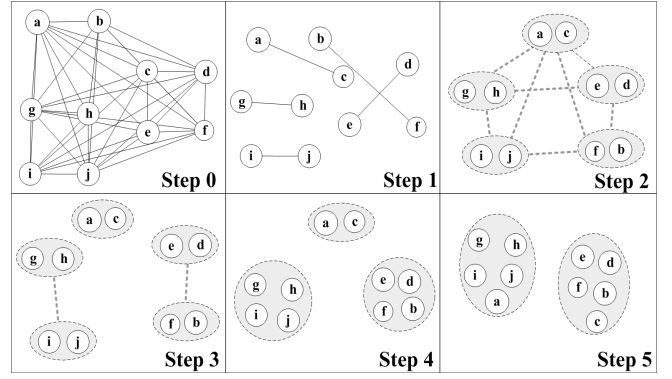 a b
c d
g h
e f
i j
Step 0
a b
c d
g h
e f
i j
Step 1
a c
g h e d
i j f b
Step 2
a c
g h e d
i j f b
Step 3
a c
g h e d
i j f b
Step 4
g h e d
i j f b
a c
Step 5